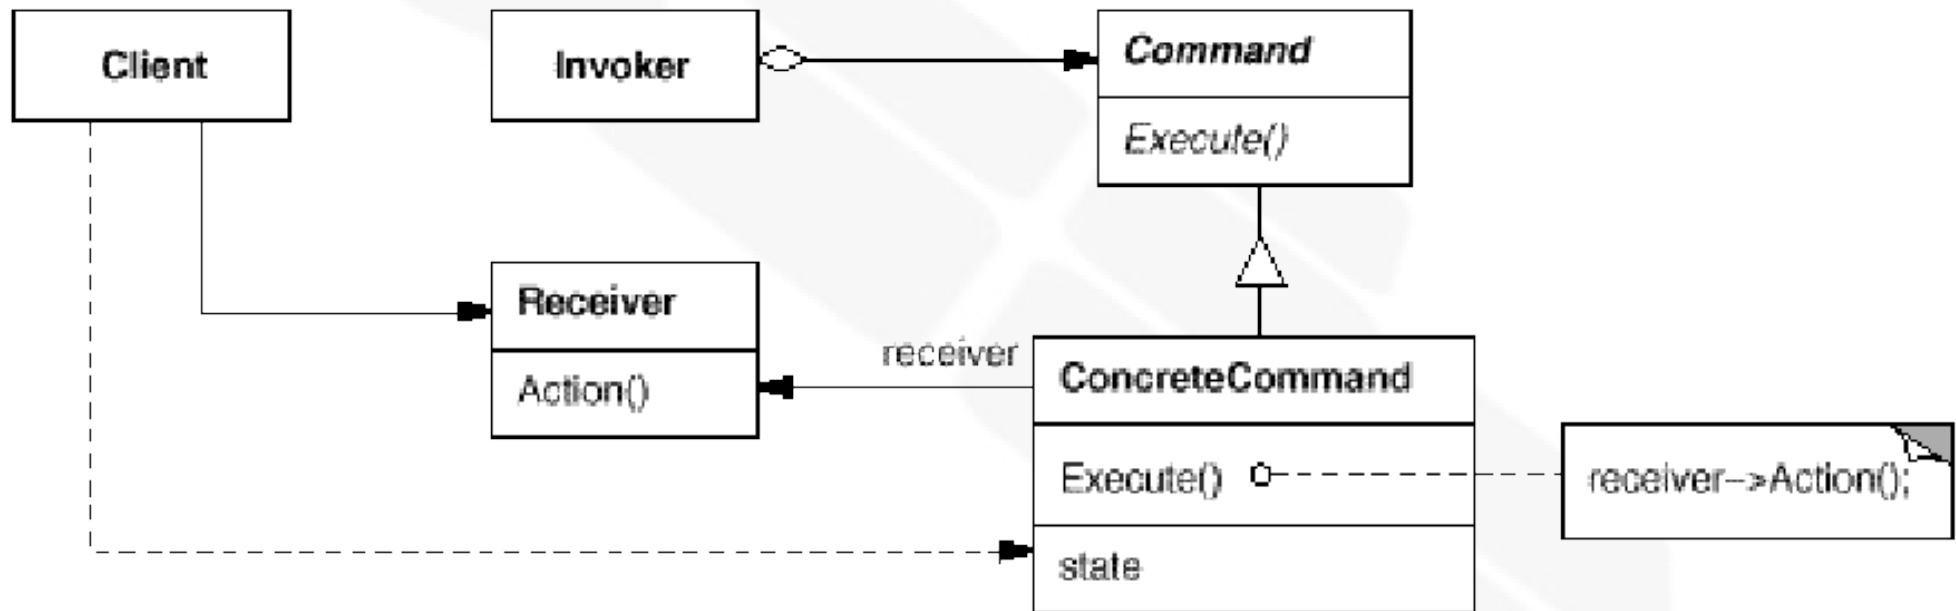 Client
Invoker
Command
Execute()
Receiver
Action()
receiver
ConcreteCommand
Execute()
receiver->Action();
state